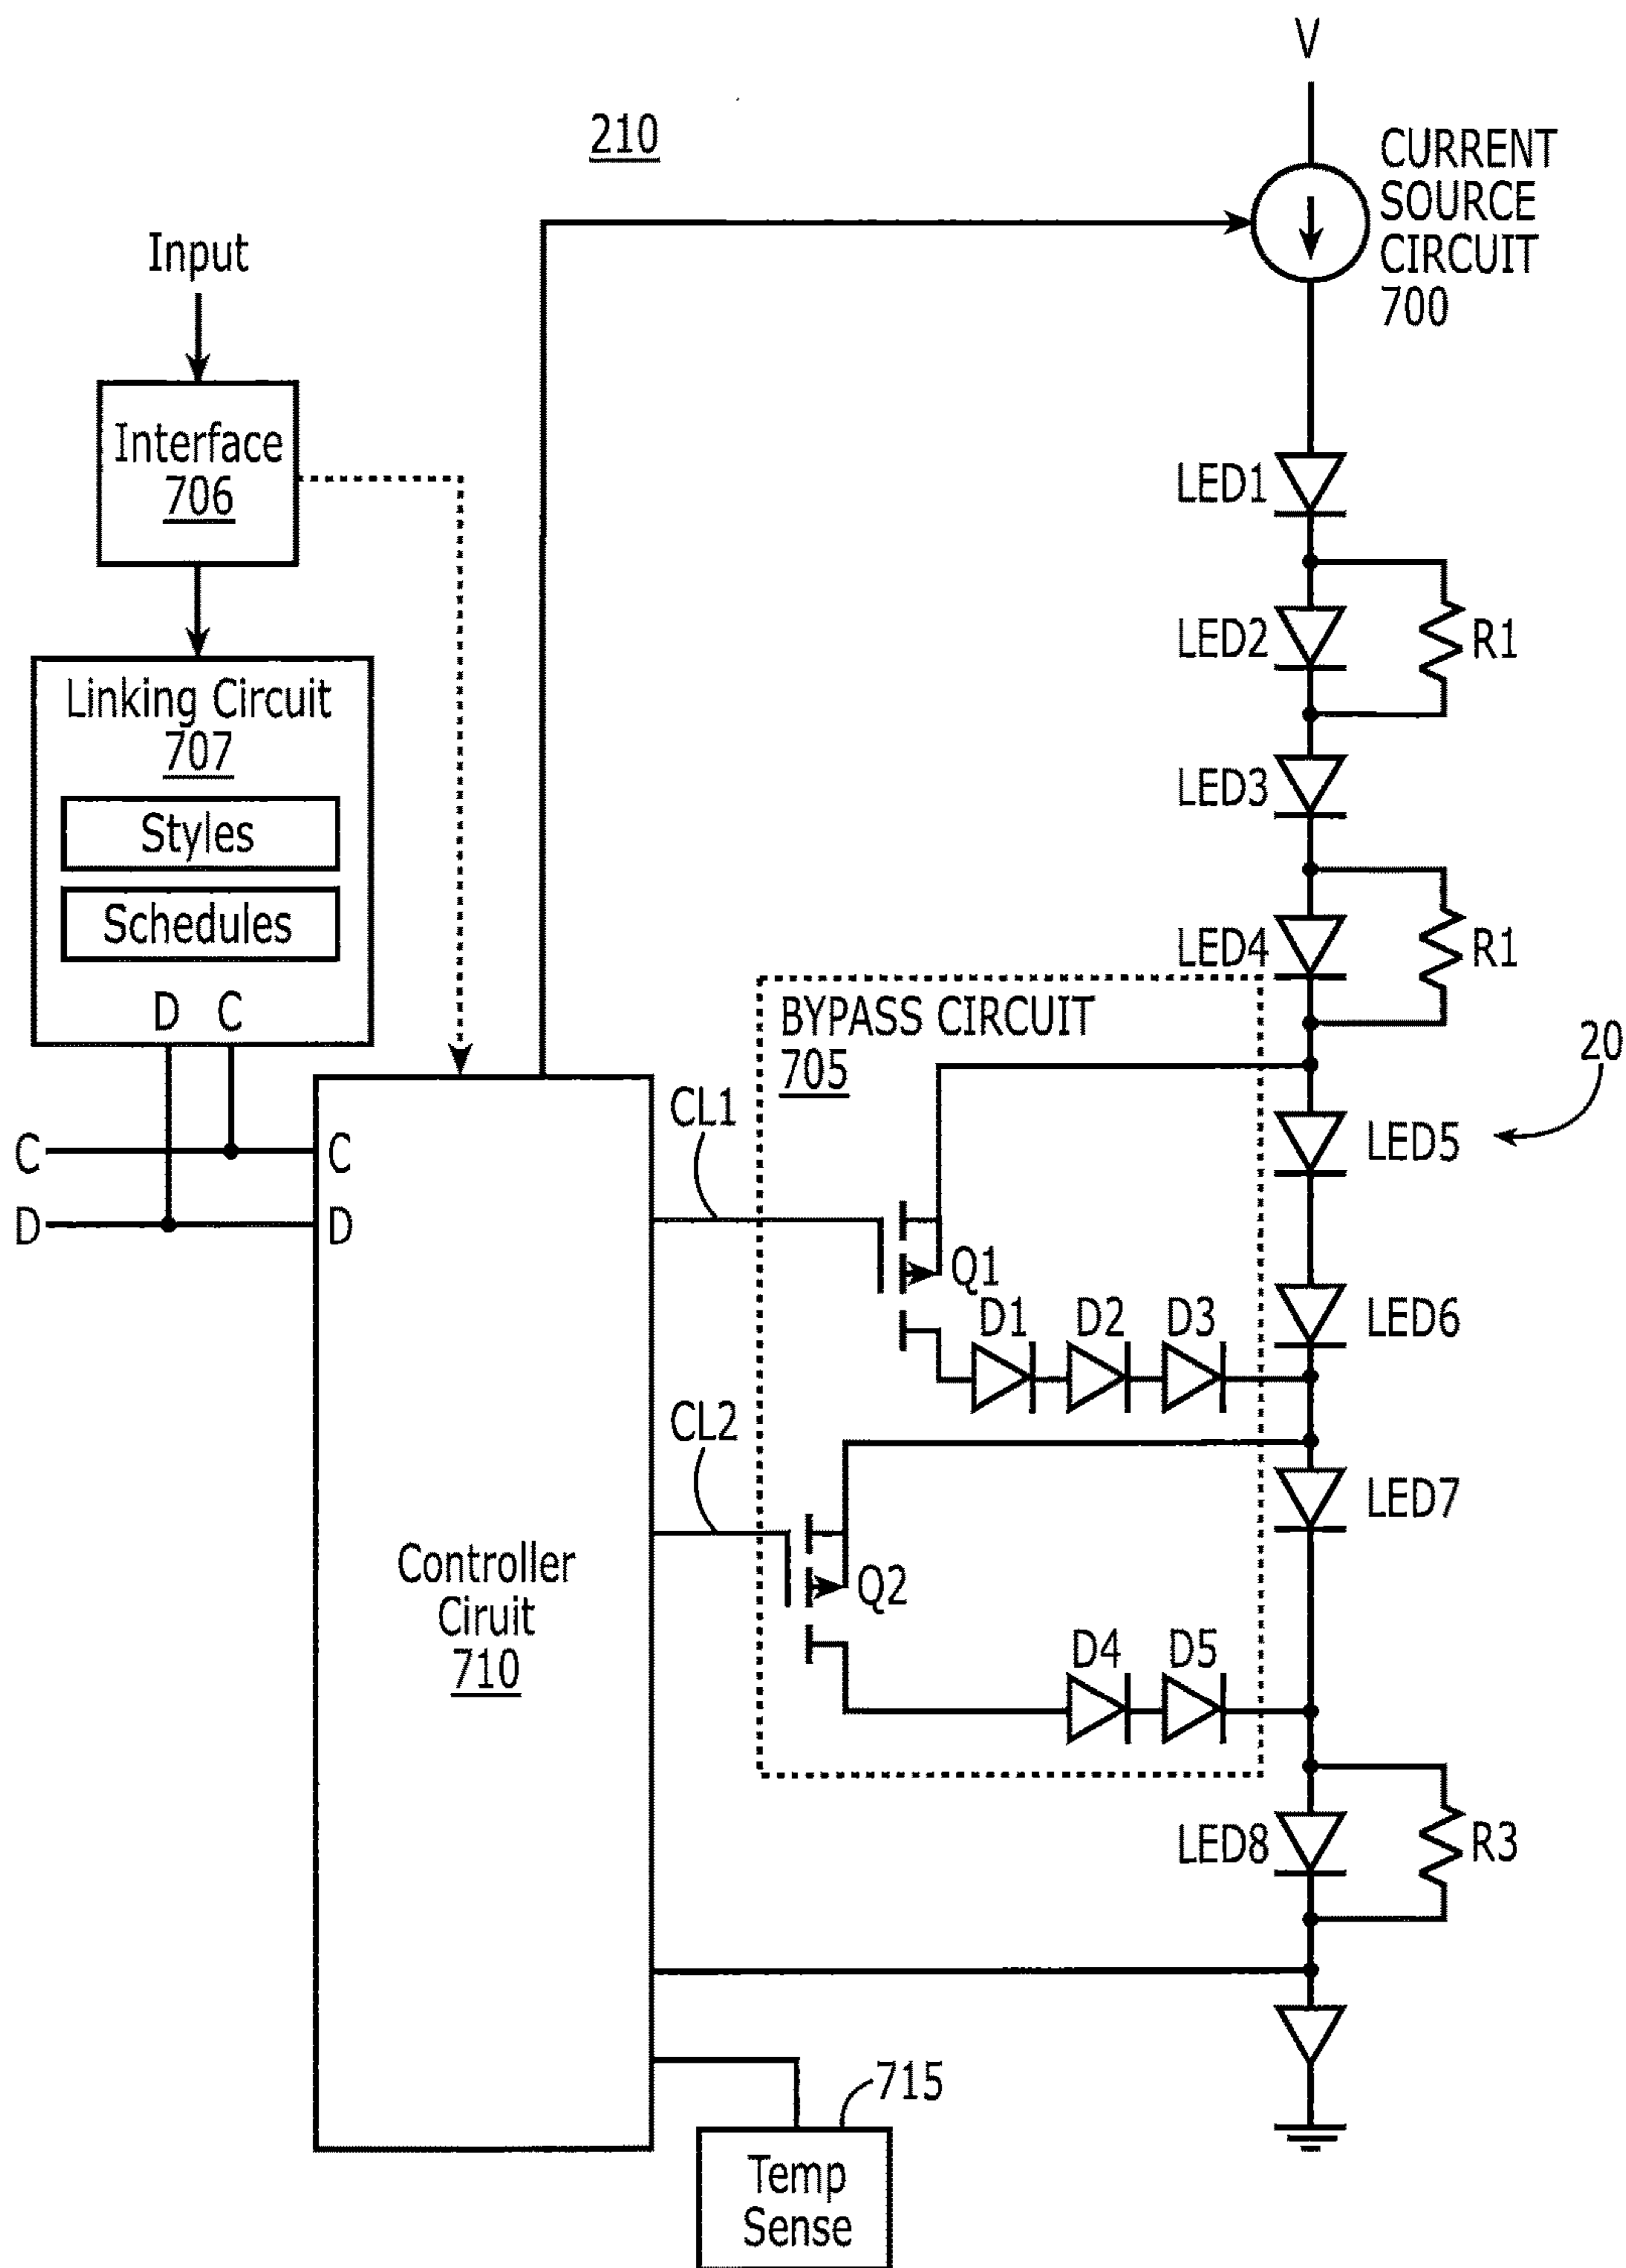 V
210
CURRENT
SOURCE
CIRCUIT
700
Input
Interface
706
LED1
LED2
R1
Linking Circuit
707
Styles
Schedules
D C
LED3
LED4
R1
BYPASS CIRCUIT
705
20
CL1
C
C
D
D
LED5
Q1
D1
D2
D3
LED6
CL2
LED7
Controller
Ciruit
710
Q2
D4
D5
LED8
R3
715
Temp
Sense